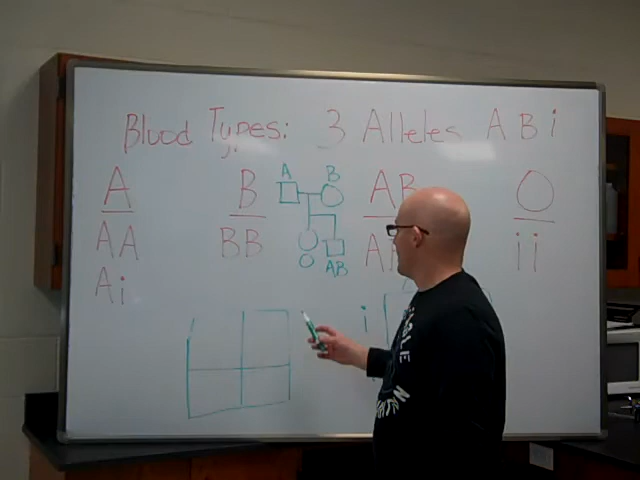 Blood Types: 3 Alleles A B i
A B AB O
AA BB ii
Ai
A B
O AB
i